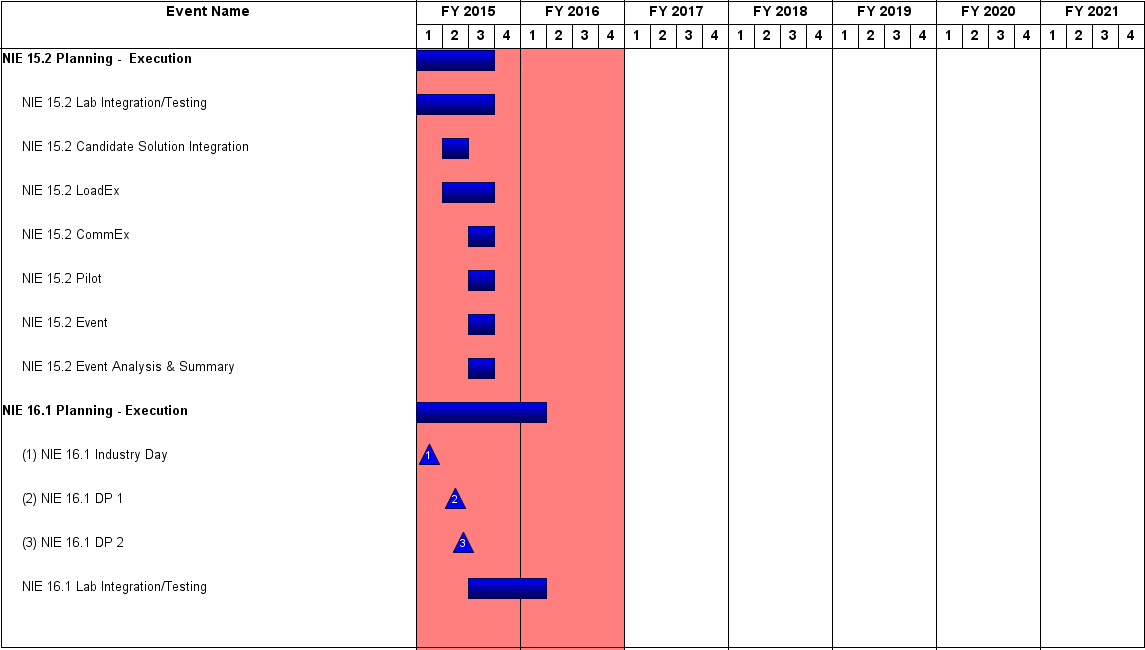 Event Name FY 2015 FY 2016 FY 2017 FY 2018 FY 2019 FY 2020 FY 2021
1 2 3 4 1 2 3 4 1 2 3 4 1 2 3 4 1 2 3 4 1 2 3 4 1 2 3 4
NIE 15.2 Planning - Execution
NIE 15.2 Lab Integration/Testing
NIE 15.2 Candidate Solution Integration
NIE 15.2 LoadEx
NIE 15.2 CommEx
NIE 15.2 Pilot
NIE 15.2 Event
NIE 15.2 Event Analysis & Summary
NIE 16.1 Planning - Execution
(1) NIE 16.1 Industry Day 1
(2) NIE 16.1 DP 1 2
(3) NIE 16.1 DP 2 3
NIE 16.1 Lab Integration/Testing